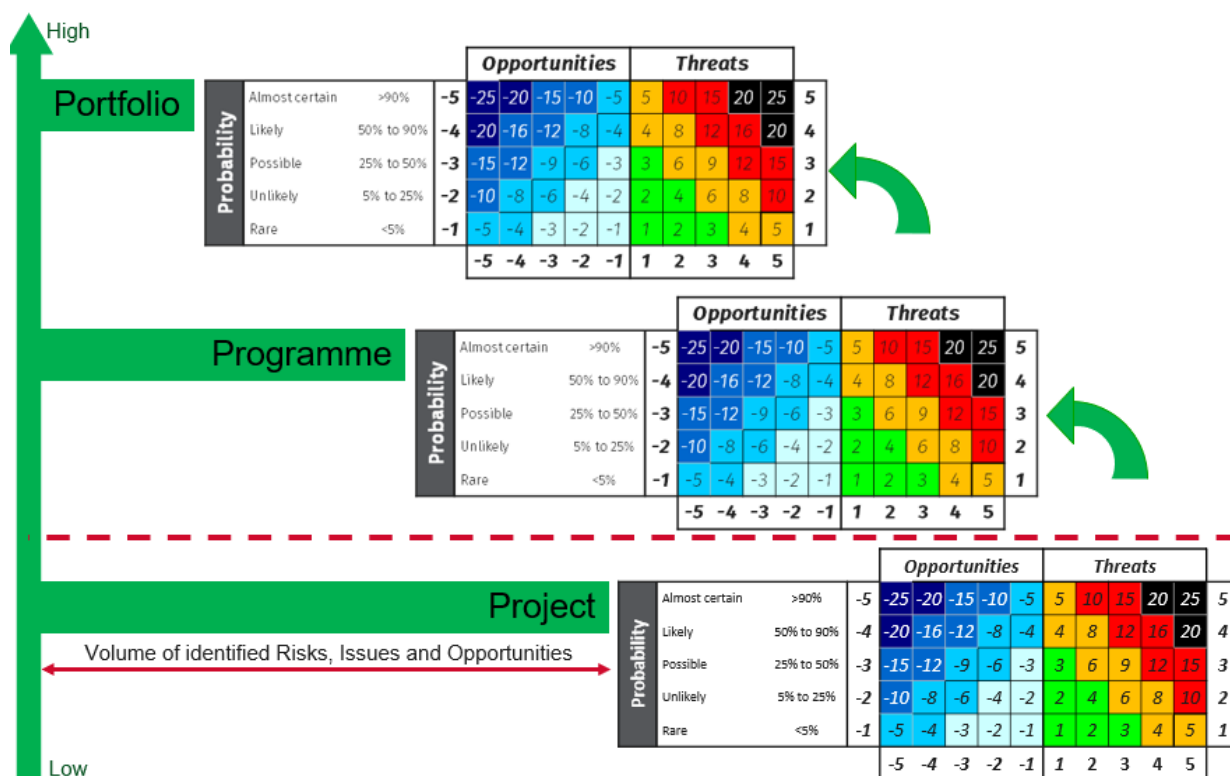 High
Portfolio
Opportunities Threats
Probability
Almost certain >90% -5 -25 -20 -15 -10 -5 5 10 15 20 25 5
Likely 50% to 90% -4 -20 -16 -12 -8 -4 4 8 12 16 20 4
Possible 25% to 50% -3 -15 -12 -9 -6 -3 3 6 9 12 15 3
Unlikely 5% to 25% -2 -10 -8 -6 -4 -2 2 4 6 8 10 2
Rare <5% -1 -5 -4 -3 -2 -1 1 2 3 4 5 1
-5 -4 -3 -2 -1 1 2 3 4 5
Programme
Opportunities Threats
Probability
Almost certain >90% -5 -25 -20 -15 -10 -5 5 10 15 20 25 5
Likely 50% to 90% -4 -20 -16 -12 -8 -4 4 8 12 16 20 4
Possible 25% to 50% -3 -15 -12 -9 -6 -3 3 6 9 12 15 3
Unlikely 5% to 25% -2 -10 -8 -6 -4 -2 2 4 6 8 10 2
Rare <5% -1 -5 -4 -3 -2 -1 1 2 3 4 5 1
-5 -4 -3 -2 -1 1 2 3 4 5
Project
Opportunities Threats
Probability
Almost certain >90% -5 -25 -20 -15 -10 -5 5 10 15 20 25 5
Likely 50% to 90% -4 -20 -16 -12 -8 -4 4 8 12 16 20 4
Possible 25% to 50% -3 -15 -12 -9 -6 -3 3 6 9 12 15 3
Unlikely 5% to 25% -2 -10 -8 -6 -4 -2 2 4 6 8 10 2
Rare <5% -1 -5 -4 -3 -2 -1 1 2 3 4 5 1
-5 -4 -3 -2 -1 1 2 3 4 5
Volume of identified Risks, Issues and Opportunities
Low